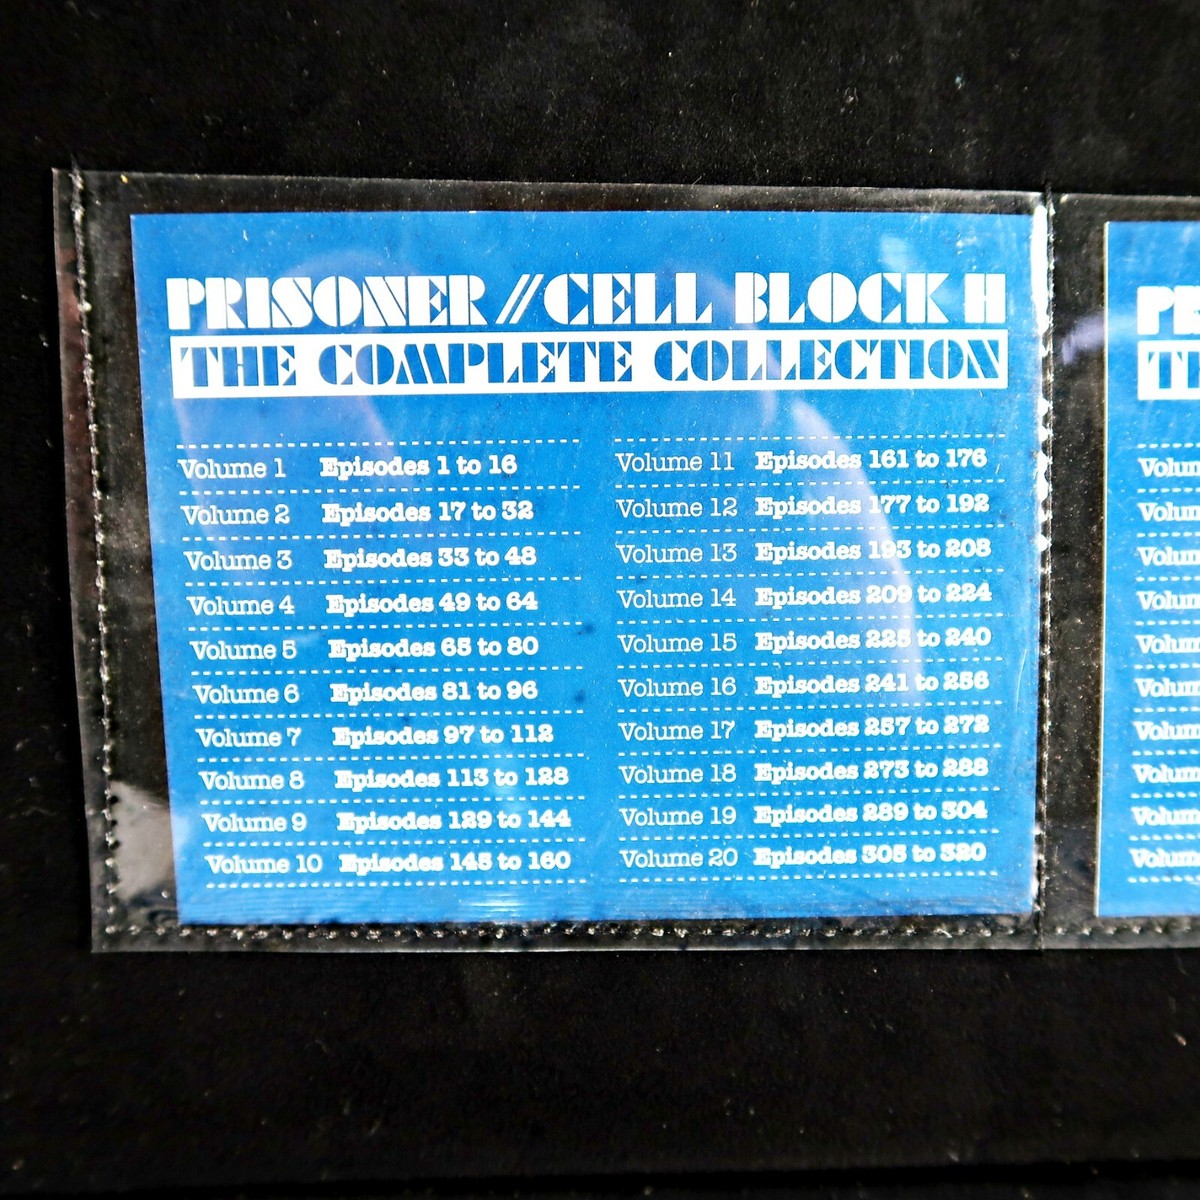 PRISONER // CELL BLOCK H
THE COMPLETE COLLECTION
Volume 1 Episodes 1 to 16
Volume 2 Episodes 17 to 32
Volume 3 Episodes 33 to 48
Volume 4 Episodes 49 to 64
Volume 5 Episodes 65 to 80
Volume 6 Episodes 81 to 96
Volume 7 Episodes 97 to 112
Volume 8 Episodes 113 to 128
Volume 9 Episodes 129 to 144
Volume 10 Episodes 145 to 160
Volume 11 Episodes 161 to 176
Volume 12 Episodes 177 to 192
Volume 13 Episodes 193 to 208
Volume 14 Episodes 209 to 224
Volume 15 Episodes 225 to 240
Volume 16 Episodes 241 to 256
Volume 17 Episodes 257 to 272
Volume 18 Episodes 273 to 288
Volume 19 Episodes 289 to 304
Volume 20 Episodes 305 to 320